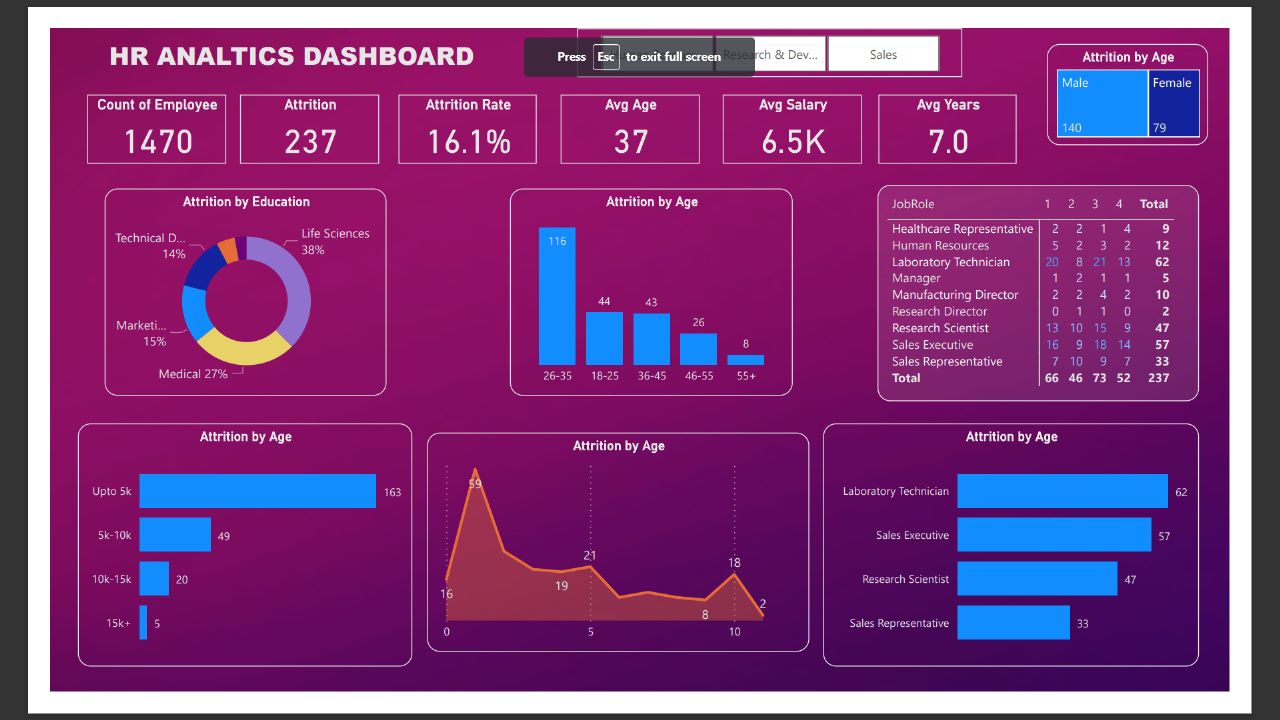 HR ANALTICS DASHBOARD
Press Esc to exit full screen
Research & Dev...
Sales
Attrition by Age
Male
Female
140
79
Count of Employee
1470
Attrition
237
Attrition Rate
16.1%
Avg Age
37
Avg Salary
6.5K
Avg Years
7.0
Attrition by Education
Life Sciences
38%
Technical D...
14%
Marketi...
15%
Medical 27%
Attrition by Age
116
44
43
26
8
26-35 18-25 36-45 46-55 55+
JobRole 1 2 3 4 Total
Healthcare Representative 2 2 1 4 9
Human Resources 5 2 3 2 12
Laboratory Technician 20 8 21 13 62
Manager 1 2 1 1 5
Manufacturing Director 2 2 4 2 10
Research Director 0 1 1 0 2
Research Scientist 13 10 15 9 47
Sales Executive 16 9 18 14 57
Sales Representative 7 10 9 7 33
Total 66 46 73 52 237
Attrition by Age
Upto 5k 163
5k-10k 49
10k-15k 20
15k+ 5
Attrition by Age
59
21
18
19
16
2
8
0 5 10
Attrition by Age
Laboratory Technician 62
Sales Executive 57
Research Scientist 47
Sales Representative 33